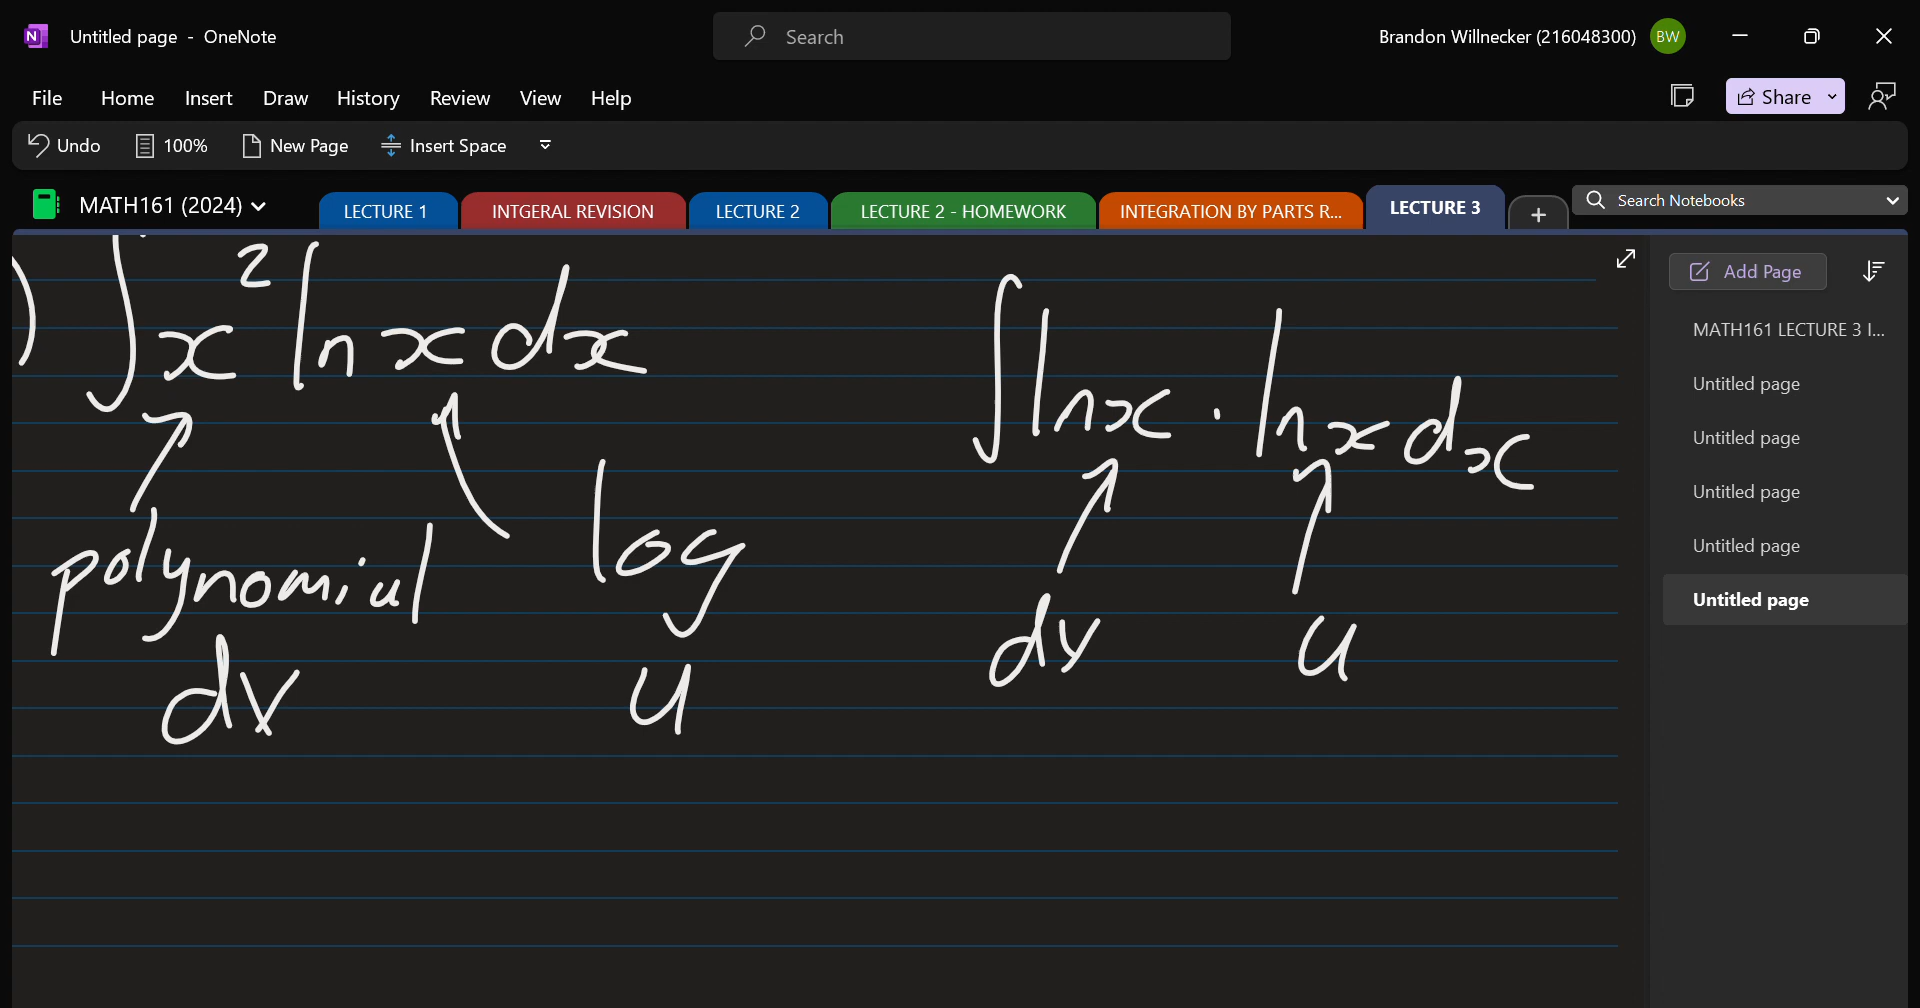 Untitled page - OneNote
Search
Brandon Willnecker (216048300)
BW
File Home Insert Draw History Review View Help
Share
Undo 100% New Page Insert Space
MATH161 (2024)
LECTURE 1
INTGERAL REVISION
LECTURE 2
LECTURE 2 - HOMEWORK
INTEGRATION BY PARTS R...
LECTURE 3
+
Search Notebooks
) ∫ x² ln x dx
polynomial
log
dv
u
∫ ln x · ln x dx
dv
u
Add Page
MATH161 LECTURE 3 I...
Untitled page
Untitled page
Untitled page
Untitled page
Untitled page